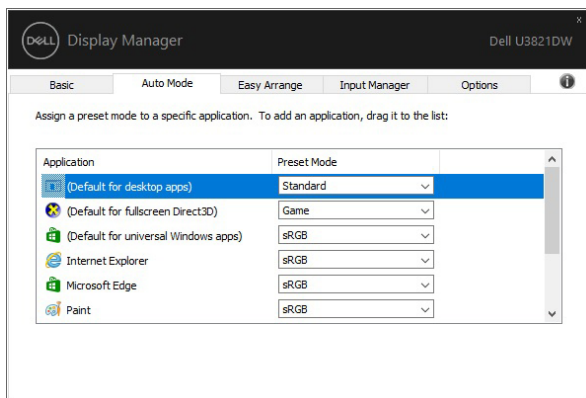 DELL Display Manager Dell U3821DW
x
Basic Auto Mode Easy Arrange Input Manager Options i
Assign a preset mode to a specific application. To add an application, drag it to the list:
Application Preset Mode
(Default for desktop apps) Standard
(Default for fullscreen Direct3D) Game
(Default for universal Windows apps) sRGB
Internet Explorer sRGB
Microsoft Edge sRGB
Paint sRGB